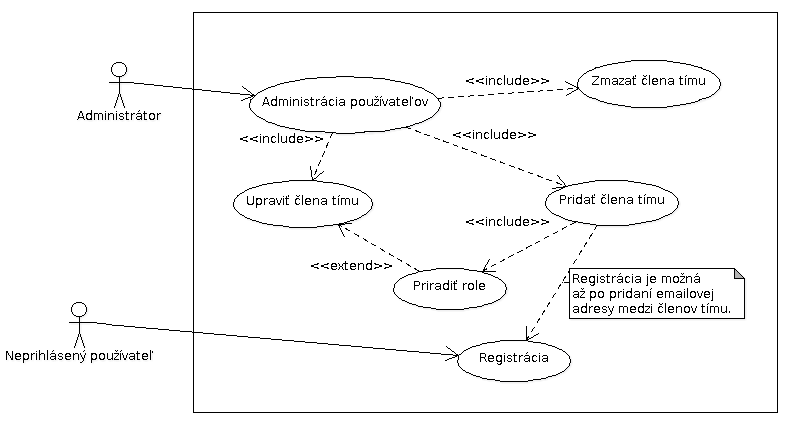 <<include>>
Zmazať člena tímu
Administrácia používateľov
Administrátor
<<include>>
<<include>>
Upraviť člena tímu
Pridať člena tímu
<<include>>
<<extend>>
Priradiť role
Registrácia je možná
až po pridaní emailovej
adresy medzi členov tímu.
Neprihlásený používateľ
Registrácia